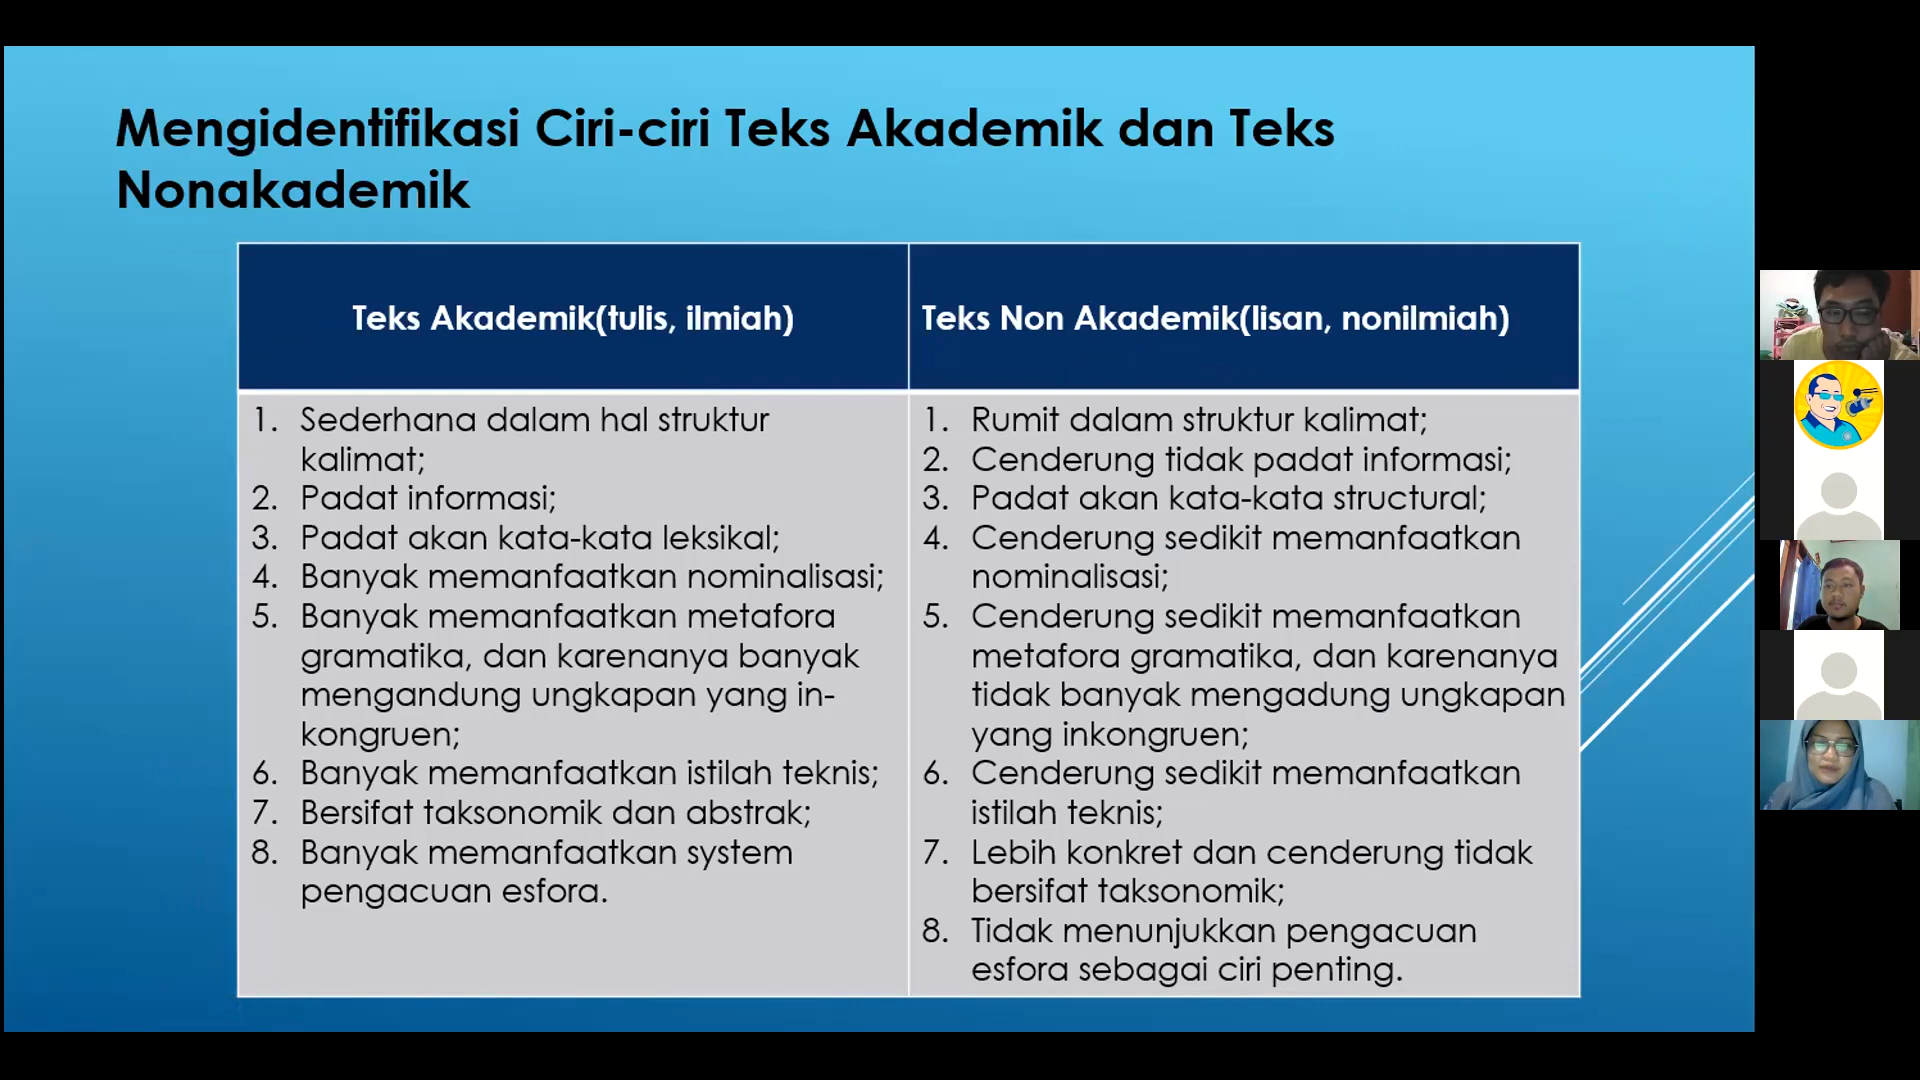 Mengidentifikasi Ciri-ciri Teks Akademik dan Teks
Nonakademik
Teks Akademik(tulis, ilmiah)
1. Sederhana dalam hal struktur
kalimat;
2. Padat informasi;
3. Padat akan kata-kata leksikal;
4. Banyak memanfaatkan nominalisasi;
5. Banyak memanfaatkan metafora
gramatika, dan karenanya banyak
mengandung ungkapan yang in-
kongruen;
6. Banyak memanfaatkan istilah teknis;
7. Bersifat taksonomik dan abstrak;
8. Banyak memanfaatkan system
pengacuan esfora.
Teks Non Akademik(lisan, nonilmiah)
1. Rumit dalam struktur kalimat;
2. Cenderung tidak padat informasi;
3. Padat akan kata-kata structural;
4. Cenderung sedikit memanfaatkan
nominalisasi;
5. Cenderung sedikit memanfaatkan
metafora gramatika, dan karenanya
tidak banyak mengadung ungkapan
yang inkongruen;
6. Cenderung sedikit memanfaatkan
istilah teknis;
7. Lebih konkret dan cenderung tidak
bersifat taksonomik;
8. Tidak menunjukkan pengacuan
esfora sebagai ciri penting.